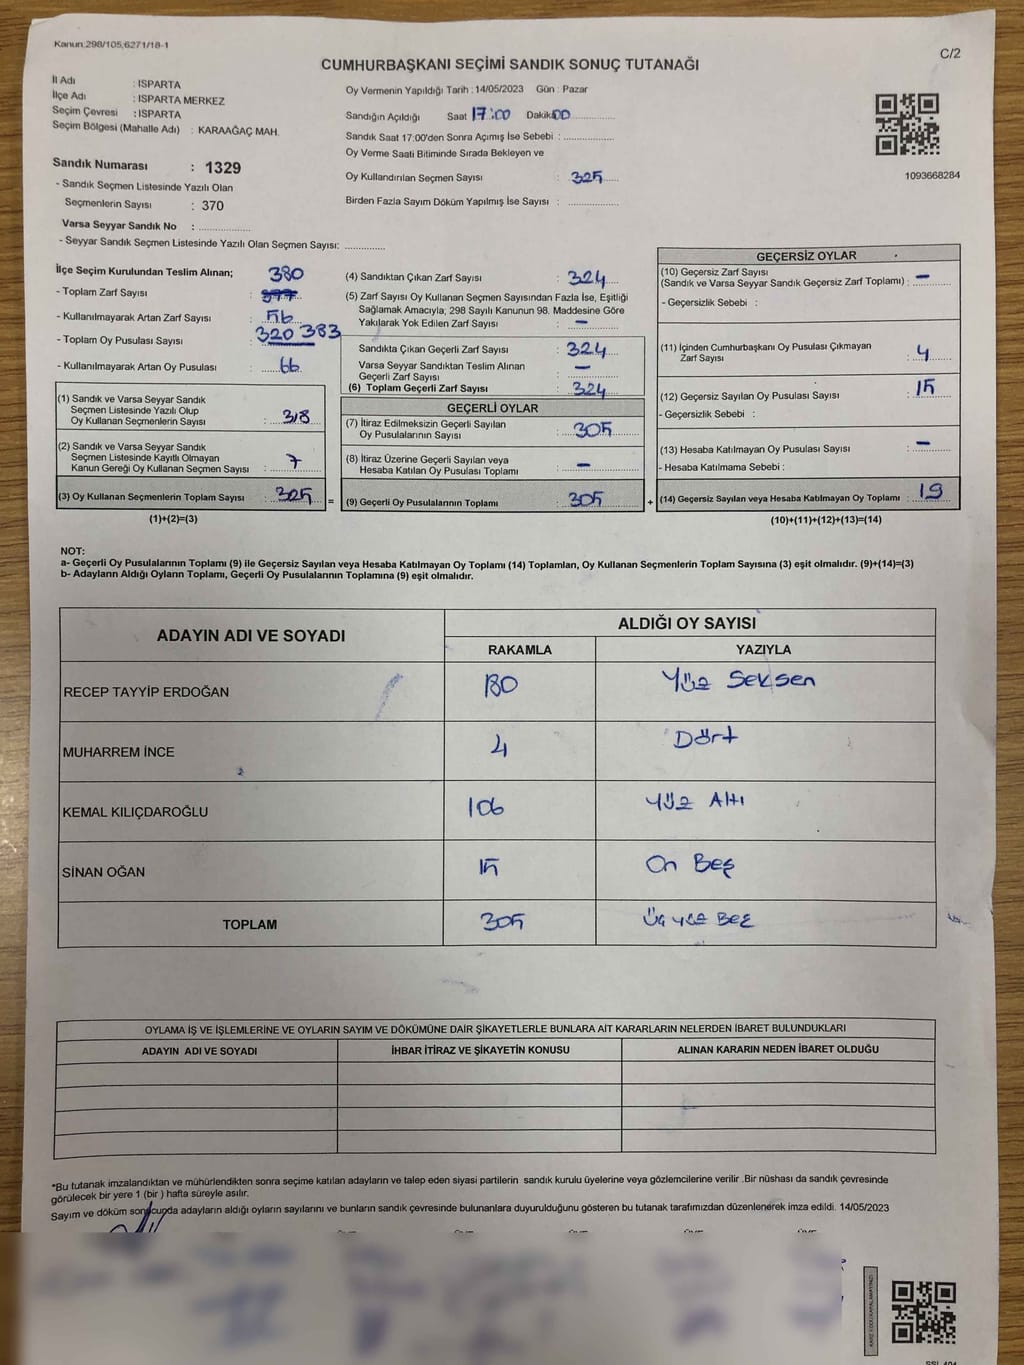 Kanun:298/105,6271/18-1
C/2
CUMHURBAŞKANI SEÇİMİ SANDIK SONUÇ TUTANAĞI
İl Adı : ISPARTA
İlçe Adı : ISPARTA MERKEZ
Seçim Çevresi : ISPARTA
Seçim Bölgesi (Mahalle Adı) : KARAAĞAÇ MAH.
Sandık Numarası : 1329
- Sandık Seçmen Listesinde Yazılı Olan
Seçmenlerin Sayısı : 370
Varsa Seyyar Sandık No :
- Seyyar Sandık Seçmen Listesinde Yazılı Olan Seçmen Sayısı:
Oy Vermenin Yapıldığı Tarih : 14/05/2023 Gün : Pazar
Sandığın Açıldığı Saat 17:00 Dakika 00
Sandık Saat 17:00'den Sonra Açımış İse Sebebi :
Oy Verme Saati Bitiminde Sırada Bekleyen ve
Oy Kullandırılan Seçmen Sayısı : 325
Birden Fazla Sayım Döküm Yapılmış İse Sayısı :
1093668284
İlçe Seçim Kurulundan Teslim Alınan; 380
- Toplam Zarf Sayısı : 377
- Kullanılmayarak Artan Zarf Sayısı : 56
- Toplam Oy Pusulası Sayısı : 320 383
- Kullanılmayarak Artan Oy Pusulası : 66
(1) Sandık ve Varsa Seyyar Sandık
Seçmen Listesinde Yazılı Olup
Oy Kullanan Seçmenlerin Sayısı : 318
(2) Sandık ve Varsa Seyyar Sandık
Seçmen Listesinde Kayıtlı Olmayan
Kanun Gereği Oy Kullanan Seçmen Sayısı : 7
(3) Oy Kullanan Seçmenlerin Toplam Sayısı : 325 =
(1)+(2)=(3)
(4) Sandıktan Çıkan Zarf Sayısı : 324
(5) Zarf Sayısı Oy Kullanan Seçmen Sayısından Fazla İse, Eşitliği
Sağlamak Amacıyla; 298 Sayılı Kanunun 98. Maddesine Göre
Yakılarak Yok Edilen Zarf Sayısı : -
Sandıkta Çıkan Geçerli Zarf Sayısı : 324
Varsa Seyyar Sandıktan Teslim Alınan
Geçerli Zarf Sayısı : -
(6) Toplam Geçerli Zarf Sayısı : 324
GEÇERLİ OYLAR
(7) İtiraz Edilmeksizin Geçerli Sayılan
Oy Pusulalarının Sayısı : 305
(8) İtiraz Üzerine Geçerli Sayılan veya
Hesaba Katılan Oy Pusulası Toplamı : -
(9) Geçerli Oy Pusulalarının Toplamı : 305 +
GEÇERSİZ OYLAR
(10) Geçersiz Zarf Sayısı
(Sandık ve Varsa Seyyar Sandık Geçersiz Zarf Toplamı) : -
- Geçersizlik Sebebi :
(11) İçinden Cumhurbaşkanı Oy Pusulası Çıkmayan
Zarf Sayısı : 4
(12) Geçersiz Sayılan Oy Pusulası Sayısı : 15
- Geçersizlik Sebebi :
(13) Hesaba Katılmayan Oy Pusulası Sayısı : -
- Hesaba Katılmama Sebebi :
(14) Geçersiz Sayılan veya Hesaba Katılmayan Oy Toplamı : 19
(10)+(11)+(12)+(13)=(14)
NOT:
a- Geçerli Oy Pusulalarının Toplamı (9) ile Geçersiz Sayılan veya Hesaba Katılmayan Oy Toplamı (14) Toplamları, Oy Kullanan Seçmenlerin Toplam Sayısına (3) eşit olmalıdır. (9)+(14)=(3)
b- Adayların Aldığı Oyların Toplamı, Geçerli Oy Pusulalarının Toplamına (9) eşit olmalıdır.
ADAYIN ADI VE SOYADI ALDIĞI OY SAYISI
RAKAMLA YAZIYLA
RECEP TAYYİP ERDOĞAN 180 Yüz Seksen
MUHARREM İNCE 4 Dört
KEMAL KILIÇDAROĞLU 106 Yüz Altı
SİNAN OĞAN 15 On Beş
TOPLAM 305 Üç yüz Beş
OYLAMA İŞ VE İŞLEMLERİNE VE OYLARIN SAYIM VE DÖKÜMÜNE DAİR ŞİKAYETLERLE BUNLARA AİT KARARLARIN NELERDEN İBARET BULUNDUKLARI
ADAYIN ADI VE SOYADI İHBAR İTİRAZ VE ŞİKAYETİN KONUSU ALINAN KARARIN NEDEN İBARET OLDUĞU
*Bu tutanak imzalandıktan ve mühürlendikten sonra seçime katılan adayların ve talep eden siyasi partilerin sandık kurulu üyelerine veya gözlemcilerine verilir .Bir nüshası da sandık çevresinde
görülecek bir yere 1 (bir ) hafta süreyle asılır.
Sayım ve döküm sonucunda adayların aldığı oyların sayılarını ve bunların sandık çevresinde bulunanlara duyurulduğunu gösteren bu tutanak tarafımızdan düzenlenerek imza edildi. 14/05/2023